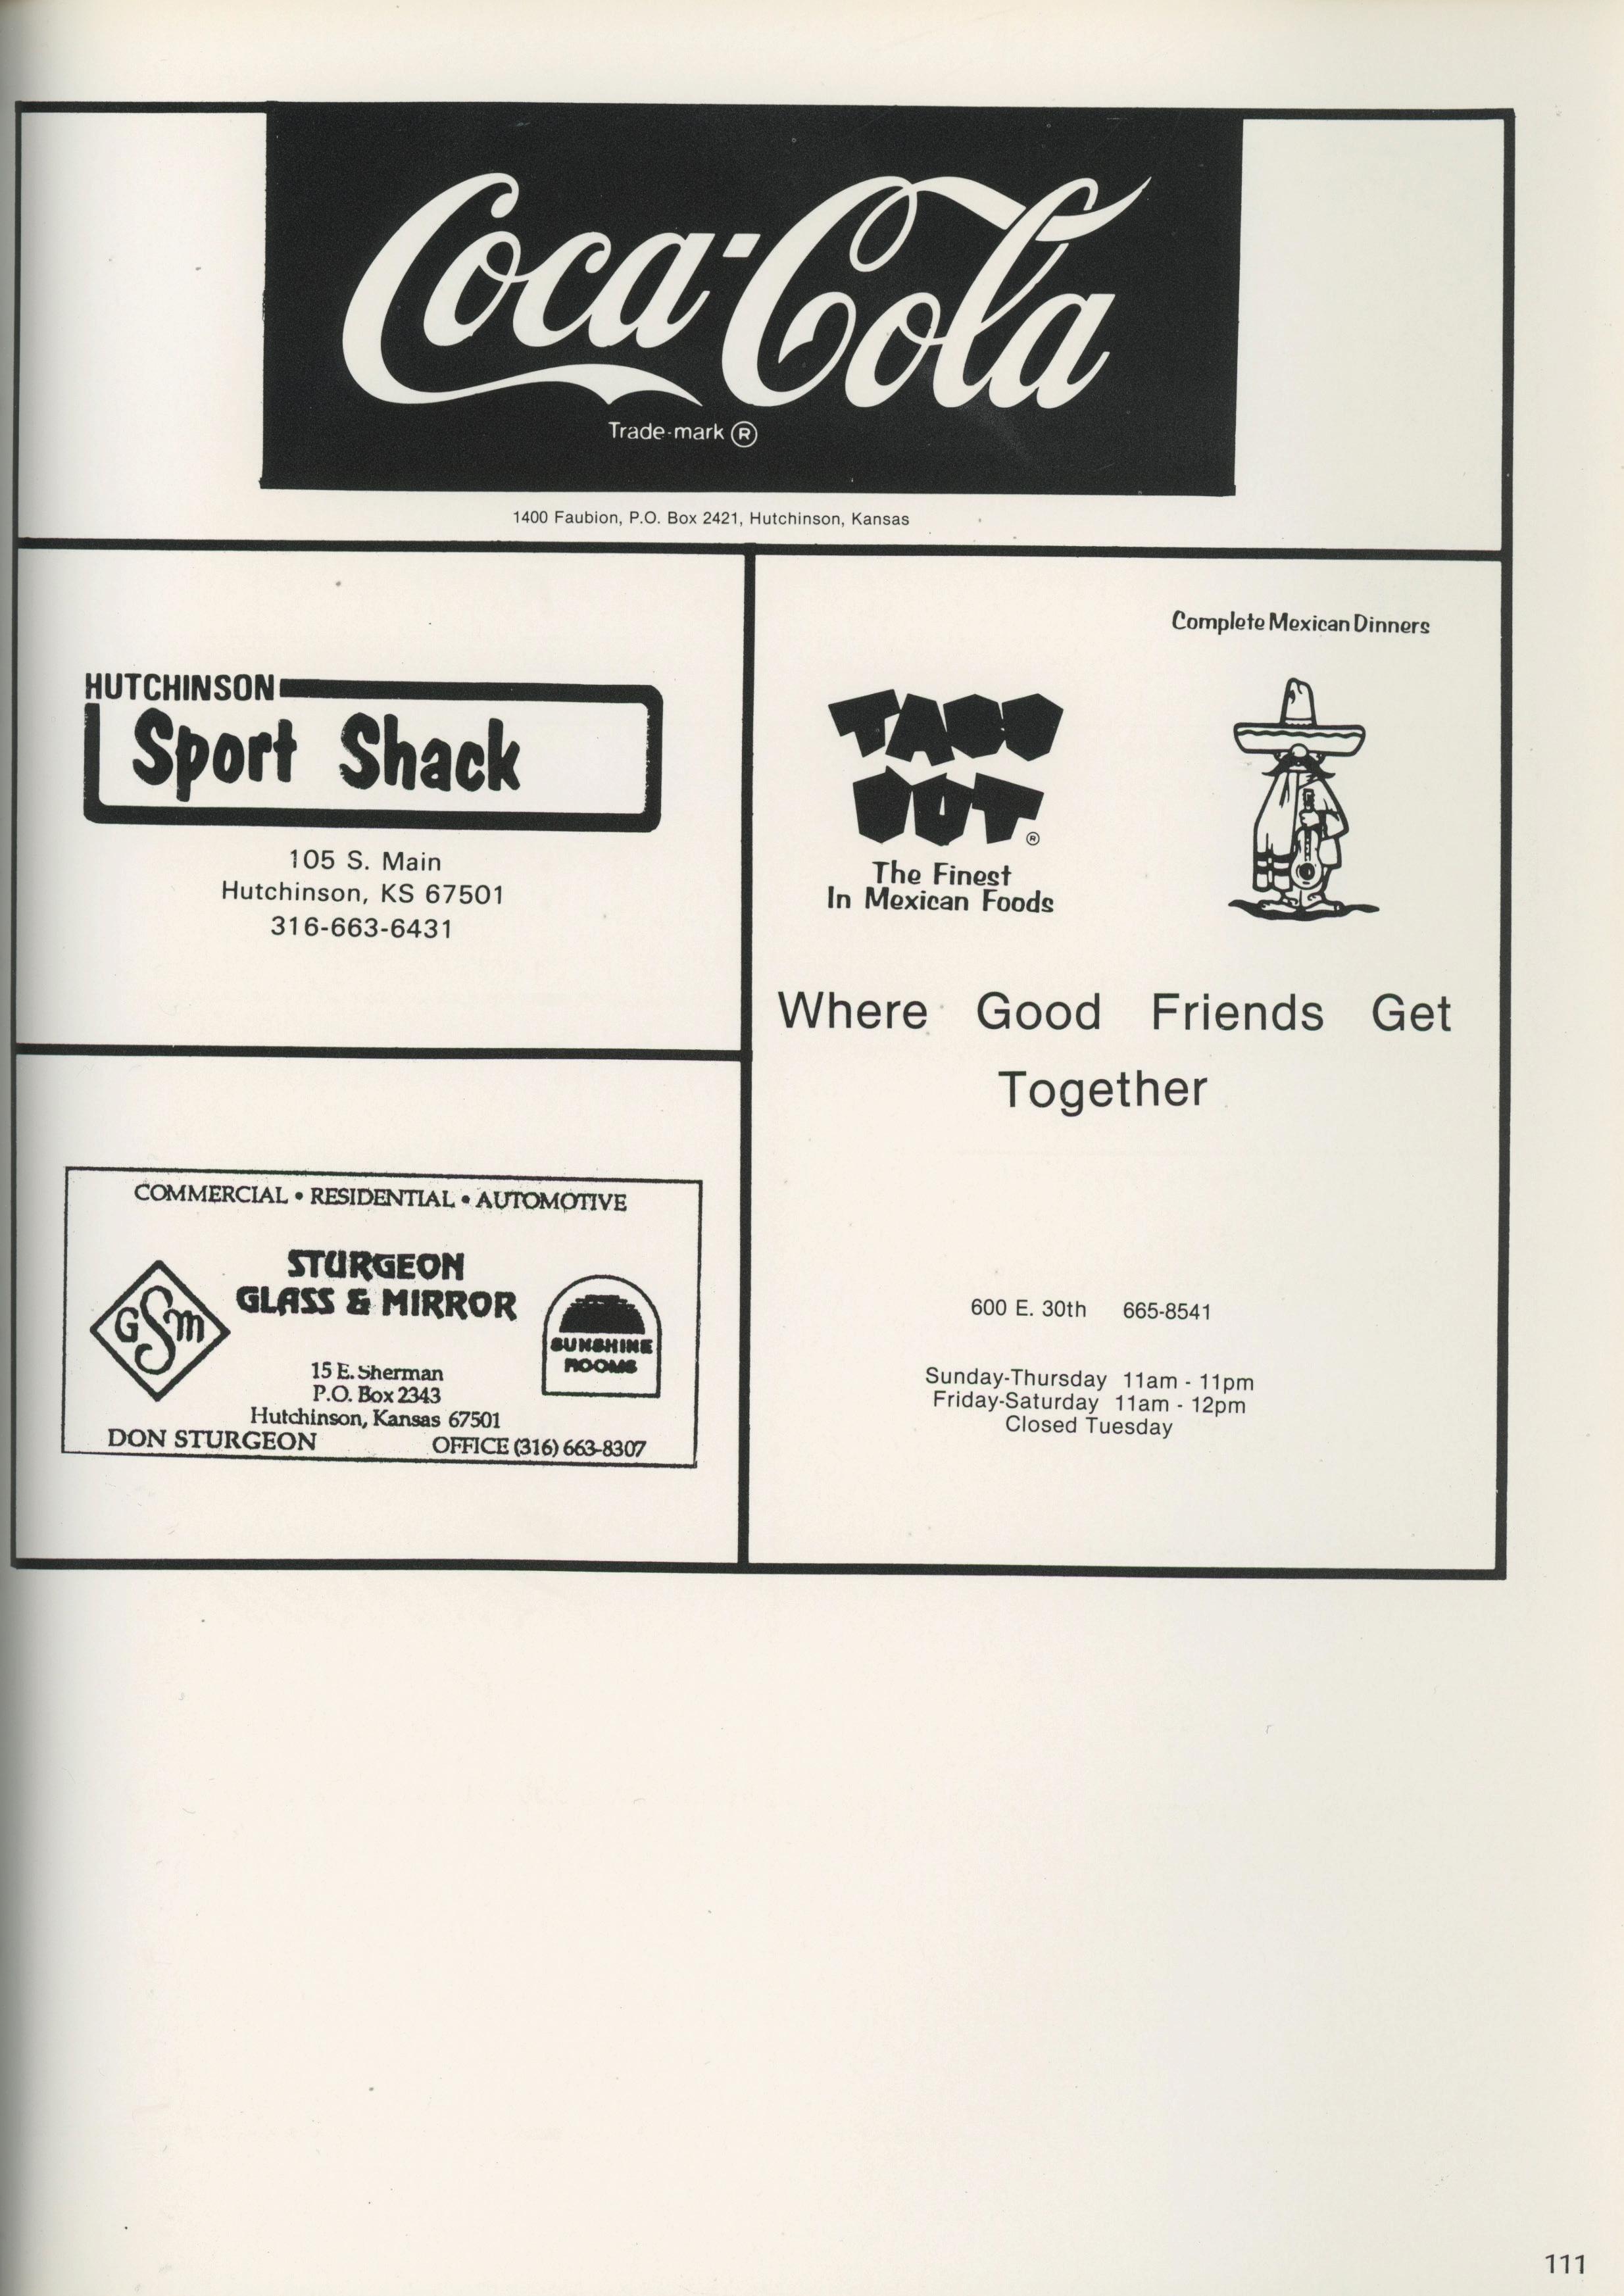 Coca-Cola
Trade-mark ®
1400 Faubion, P.O. Box 2421, Hutchinson, Kansas
HUTCHINSON
Sport Shack
105 S. Main
Hutchinson, KS 67501
316-663-6431
COMMERCIAL • RESIDENTIAL • AUTOMOTIVE
GSM
STURGEON
GLASS & MIRROR
SUNSHINE
ROOMS
15 E. Sherman
P.O. Box 2343
Hutchinson, Kansas 67501
DON STURGEON OFFICE (316) 663-8307
Complete Mexican Dinners
TACO
HUT®
The Finest
In Mexican Foods
Where Good Friends Get
Together
600 E. 30th 665-8541
Sunday-Thursday 11am - 11pm
Friday-Saturday 11am - 12pm
Closed Tuesday
111